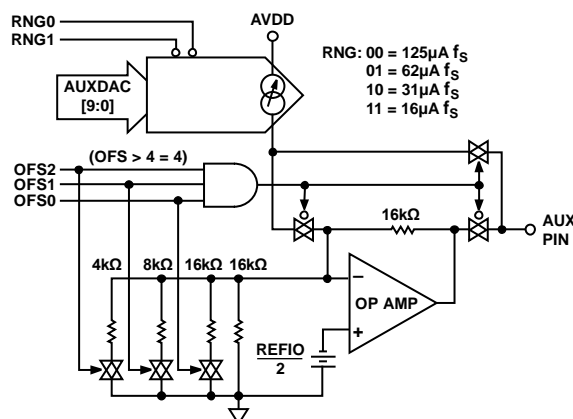 RNG0
RNG1
AVDD
AUXDAC
[9:0]
RNG: 00 = 125µA fS
01 = 62µA fS
10 = 31µA fS
11 = 16µA fS
(OFS > 4 = 4)
OFS2
OFS1
OFS0
16kΩ
AUX
PIN
4kΩ 8kΩ 16kΩ 16kΩ
–
OP AMP
+
REFIO
2